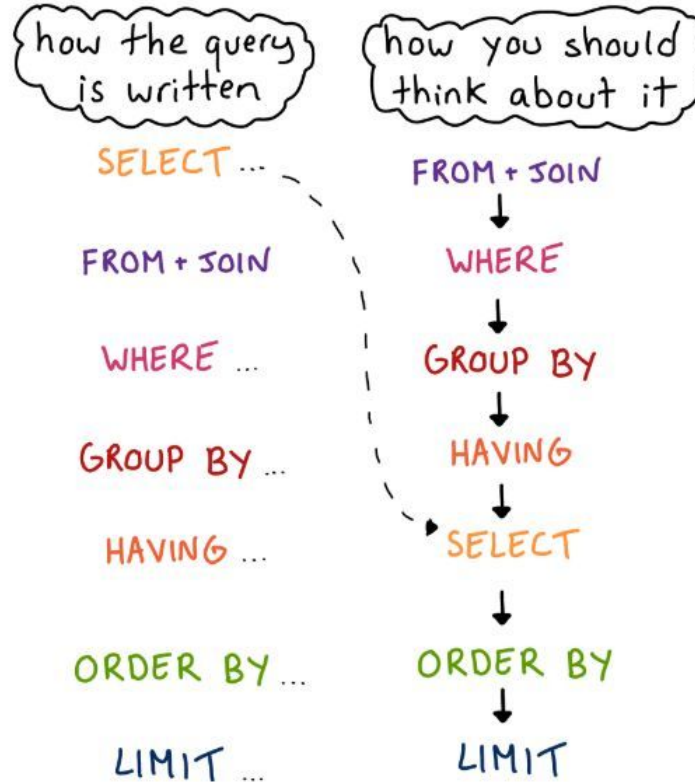 how the query
is written
SELECT ...
FROM + JOIN
WHERE ...
GROUP BY ...
HAVING ...
ORDER BY ...
LIMIT ...
how you should
think about it
FROM + JOIN
WHERE
GROUP BY
HAVING
SELECT
ORDER BY
LIMIT